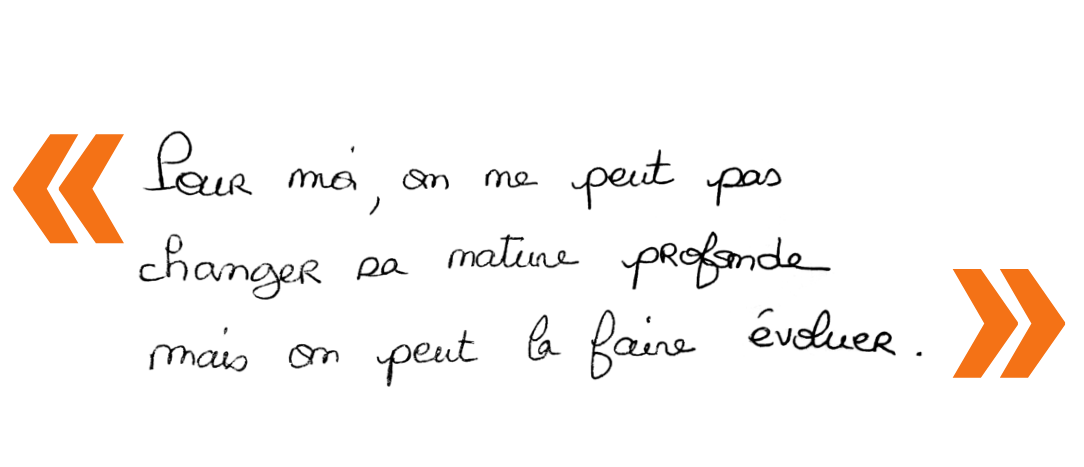 « Pour moi, on ne peut pas
changer sa nature profonde
mais on peut la faire évoluer. »